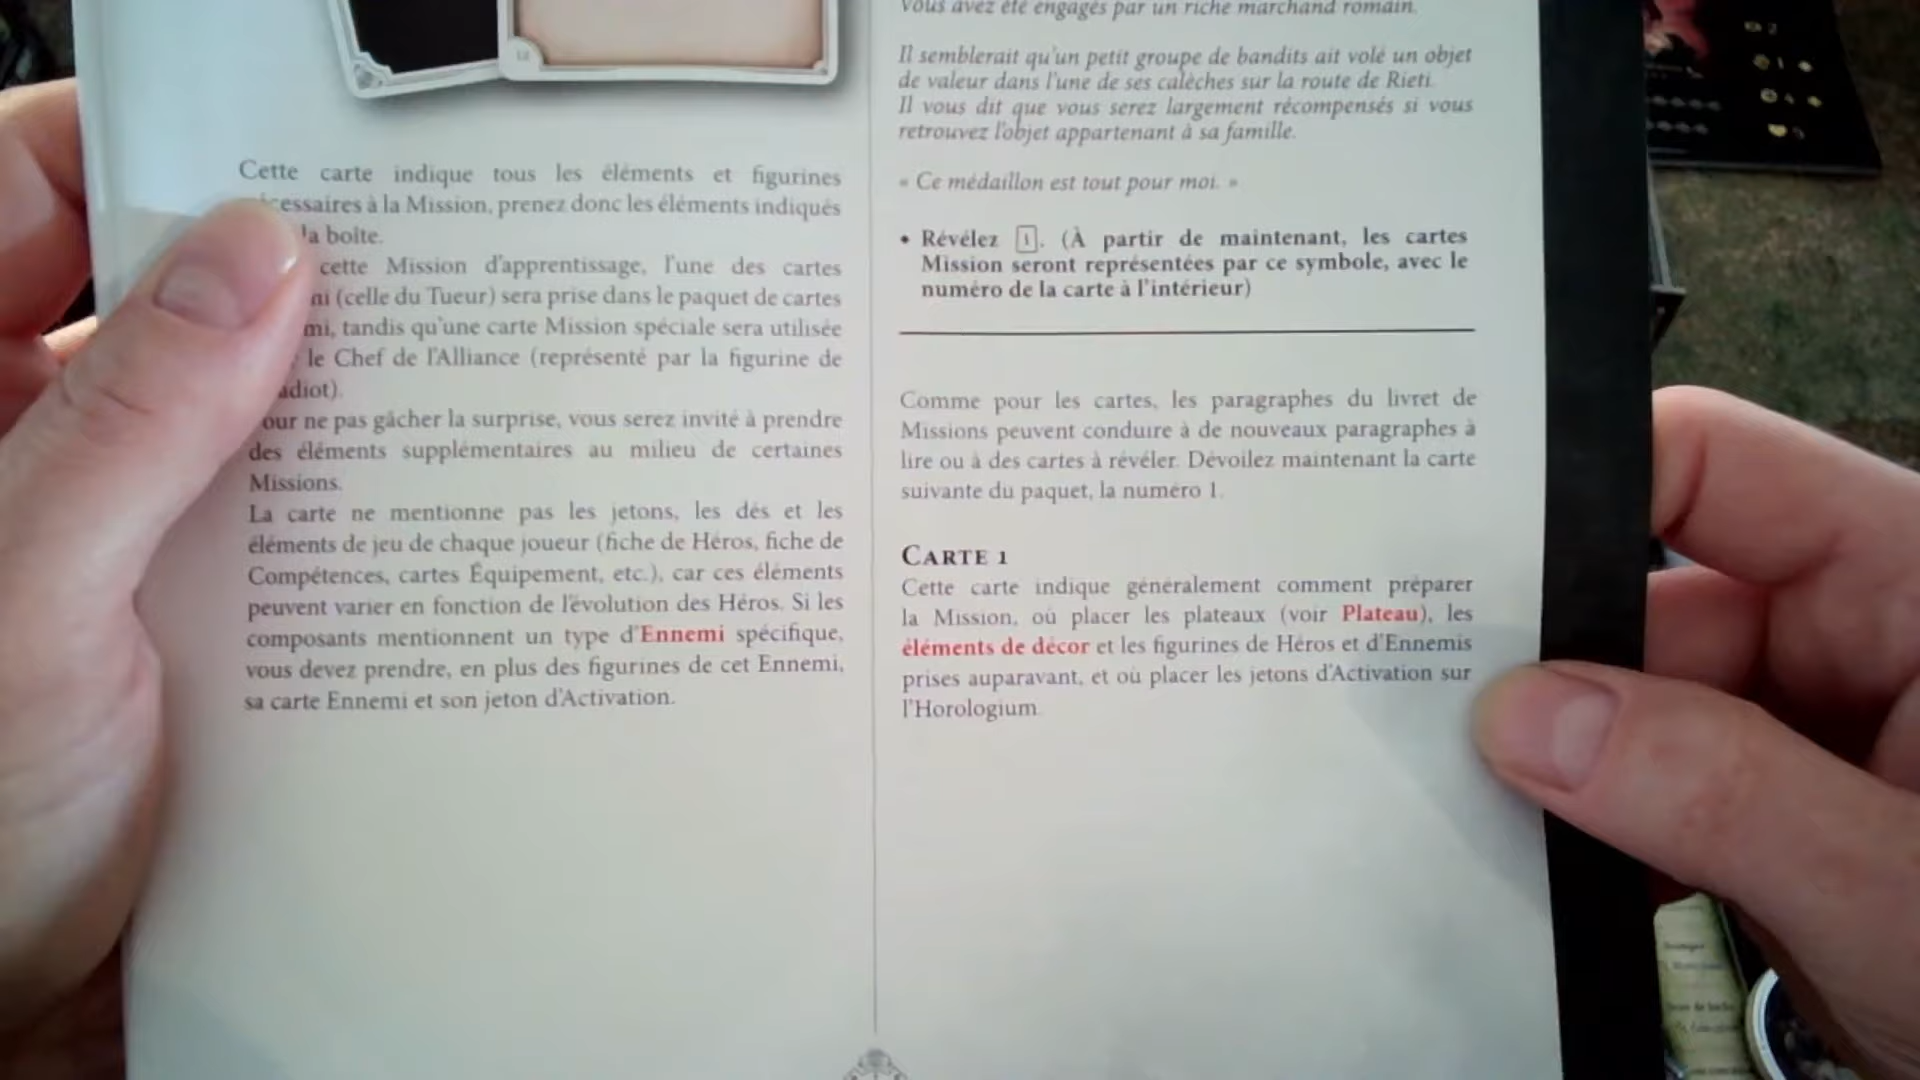 Cette carte indique tous les éléments et figurines
cessaires à la Mission, prenez donc les éléments indiqués
la boîte.
cette Mission d'apprentissage, l'une des cartes
(celle du Tueur) sera prise dans le paquet de cartes
mi, tandis qu'une carte Mission spéciale sera utilisée
le Chef de l'Alliance (représenté par la figurine de
adiot).
our ne pas gâcher la surprise, vous serez invité à prendre
des éléments supplémentaires au milieu de certaines
Missions.
La carte ne mentionne pas les jetons, les dés et les
éléments de jeu de chaque joueur (fiche de Héros, fiche de
Compétences, cartes Équipement, etc.), car ces éléments
peuvent varier en fonction de l'évolution des Héros. Si les
composants mentionnent un type d'Ennemi spécifique,
vous devez prendre, en plus des figurines de cet Ennemi,
sa carte Ennemi et son jeton d'Activation.
Vous avez été engagés par un riche marchand romain.
Il semblerait qu'un petit groupe de bandits ait volé un objet
de valeur dans l'une de ses calèches sur la route de Rieti.
Il vous dit que vous serez largement récompensés si vous
retrouvez l'objet appartenant à sa famille.
« Ce médaillon est tout pour moi. »
• Révélez 1. (À partir de maintenant, les cartes
Mission seront représentées par ce symbole, avec le
numéro de la carte à l'intérieur)
Comme pour les cartes, les paragraphes du livret de
Missions peuvent conduire à de nouveaux paragraphes à
lire ou à des cartes à révéler. Dévoilez maintenant la carte
suivante du paquet, la numéro 1.
CARTE 1
Cette carte indique généralement comment préparer
la Mission, où placer les plateaux (voir Plateau), les
éléments de décor et les figurines de Héros et d'Ennemis
prises auparavant, et où placer les jetons d'Activation sur
l'Horologium.